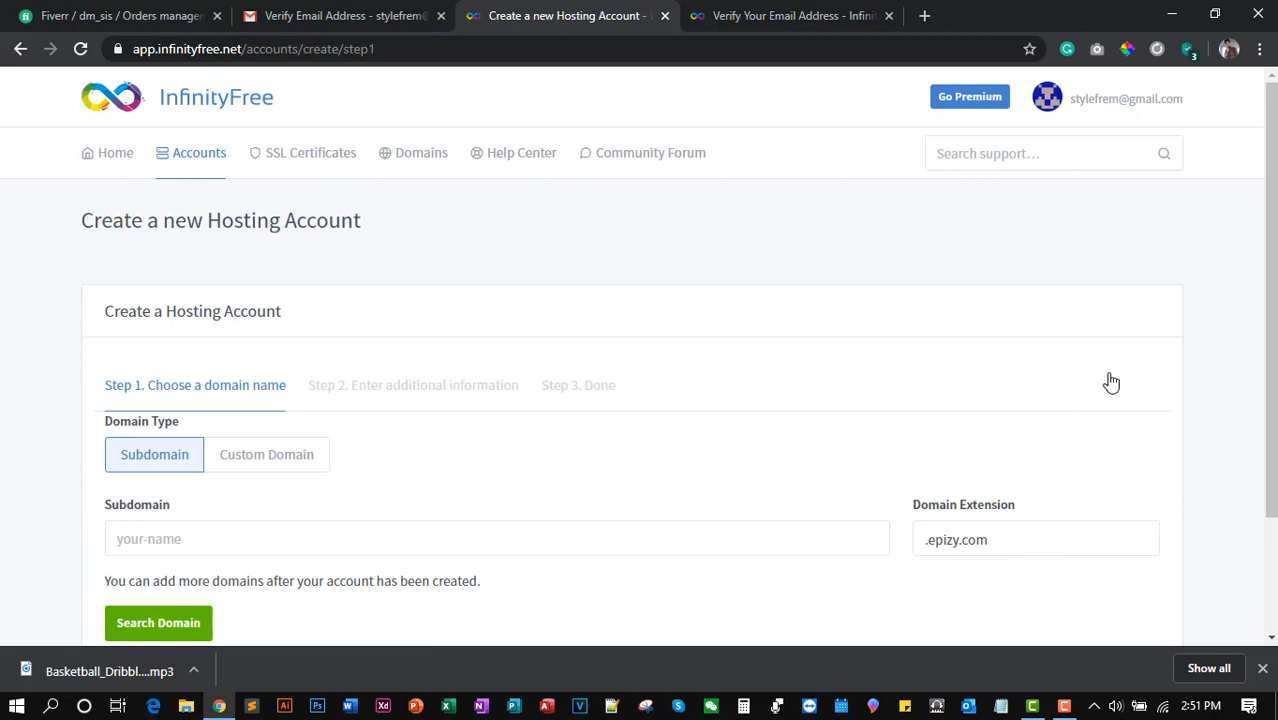 Fiverr / dm_sis / Orders manager
Verify Email Address - stylefrem@
Create a new Hosting Account -
Verify Your Email Address - Infinit
app.infinityfree.net/accounts/create/step1
3
InfinityFree
Go Premium
stylefrem@gmail.com
Home
Accounts
SSL Certificates
Domains
Help Center
Community Forum
Search support...
Create a new Hosting Account
Create a Hosting Account
Step 1. Choose a domain name
Step 2. Enter additional information
Step 3. Done
Domain Type
Subdomain
Custom Domain
Subdomain
Domain Extension
your-name
.epizy.com
You can add more domains after your account has been created.
Search Domain
Basketball_Dribbl....mp3
Show all
2:51 PM